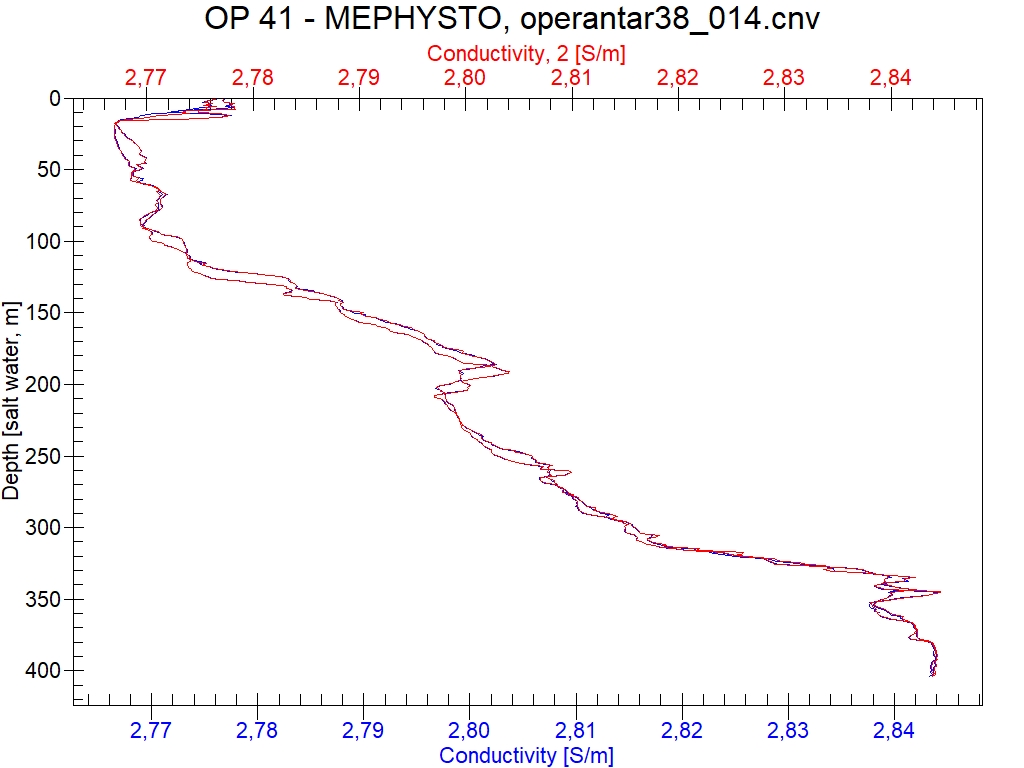 OP 41 - MEPHYSTO, operantar38_014.cnv
Conductivity, 2 [S/m]
2,77 2,78 2,79 2,80 2,81 2,82 2,83 2,84
0
50
100
150
200
250
300
350
400
Depth [salt water, m]
2,77 2,78 2,79 2,80 2,81 2,82 2,83 2,84
Conductivity [S/m]